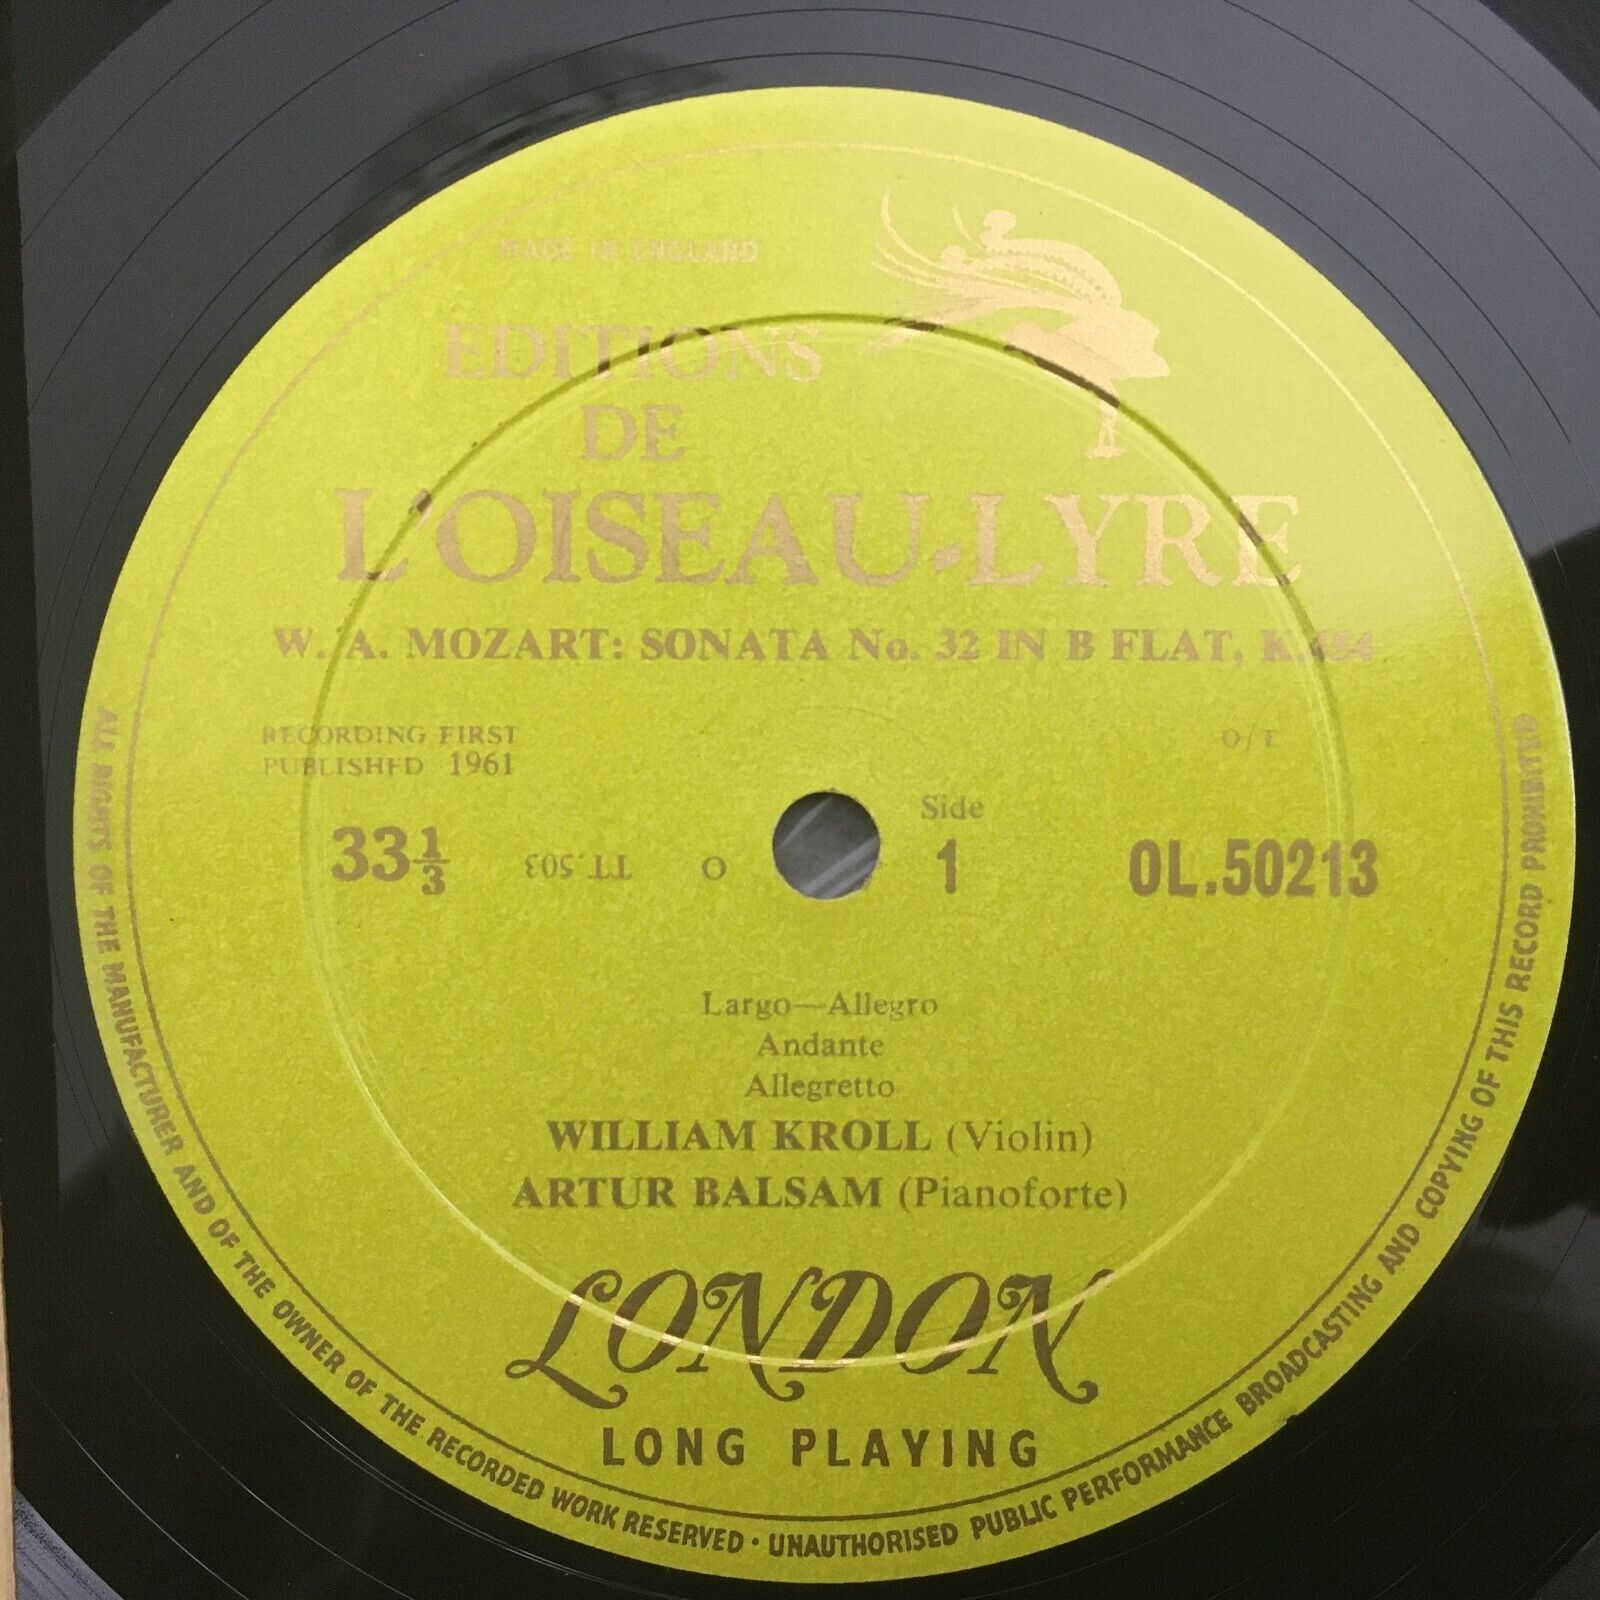 MADE IN ENGLAND
EDITIONS
DE
L'OISEAU-LYRE
W. A. MOZART: SONATA No. 32 IN B FLAT, K.454
RECORDING FIRST
PUBLISHED 1961
O/T
33⅓
TT.503
O
Side
1
OL.50213
Largo—Allegro
Andante
Allegretto
WILLIAM KROLL (Violin)
ARTUR BALSAM (Pianoforte)
LONDON
LONG PLAYING
ALL RIGHTS OF THE MANUFACTURER AND OF THE OWNER OF THE RECORDED WORK RESERVED · UNAUTHORISED PUBLIC PERFORMANCE BROADCASTING AND COPYING OF THIS RECORD PROHIBITED